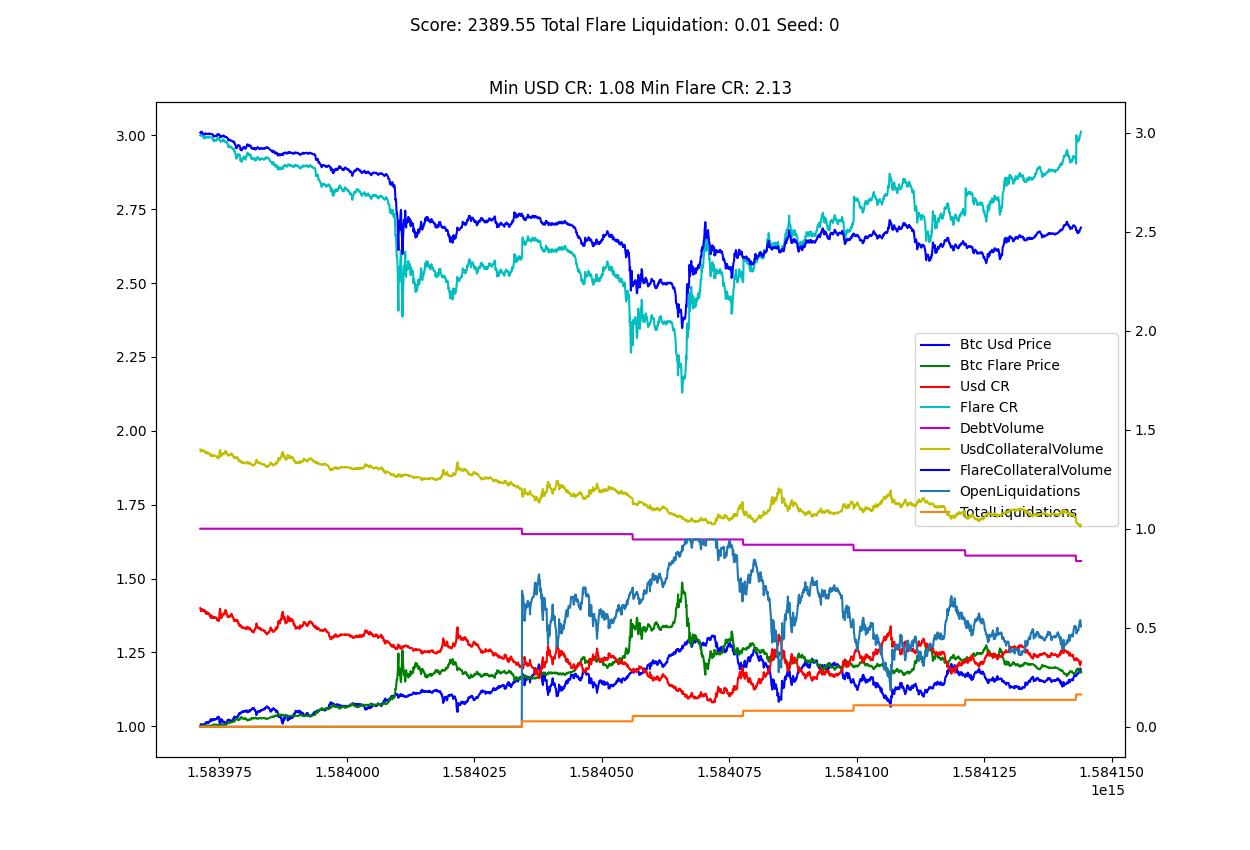 Score: 2389.55 Total Flare Liquidation: 0.01 Seed: 0
Min USD CR: 1.08 Min Flare CR: 2.13
3.00
2.75
2.50
2.25
2.00
1.75
1.50
1.25
1.00
3.0
2.5
2.0
1.5
1.0
0.5
0.0
Btc Usd Price
Btc Flare Price
Usd CR
Flare CR
DebtVolume
UsdCollateralVolume
FlareCollateralVolume
OpenLiquidations
TotalLiquidations
1.583975 1.584000 1.584025 1.584050 1.584075 1.584100 1.584125 1.584150
1e15